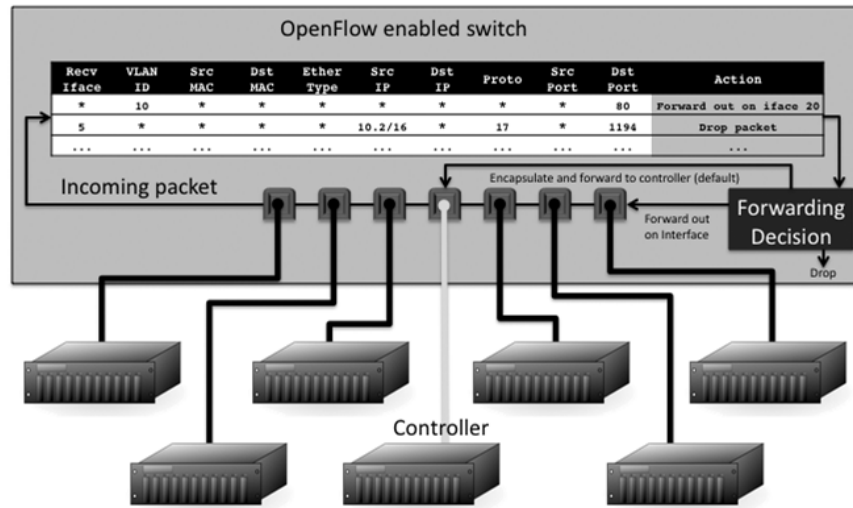 OpenFlow enabled switch
Recv Iface VLAN ID Src MAC Dst MAC Ether Type Src IP Dst IP Proto Src Port Dst Port Action
* 10 * * * * * * * 80 Forward out on iface 20
5 * * * * 10.2/16 * 17 * 1194 Drop packet
... ... ... ... ... ... ... ... ... ... ...
Encapsulate and forward to controller (default)
Incoming packet
Forward out
on Interface
Forwarding
Decision
Drop
Controller